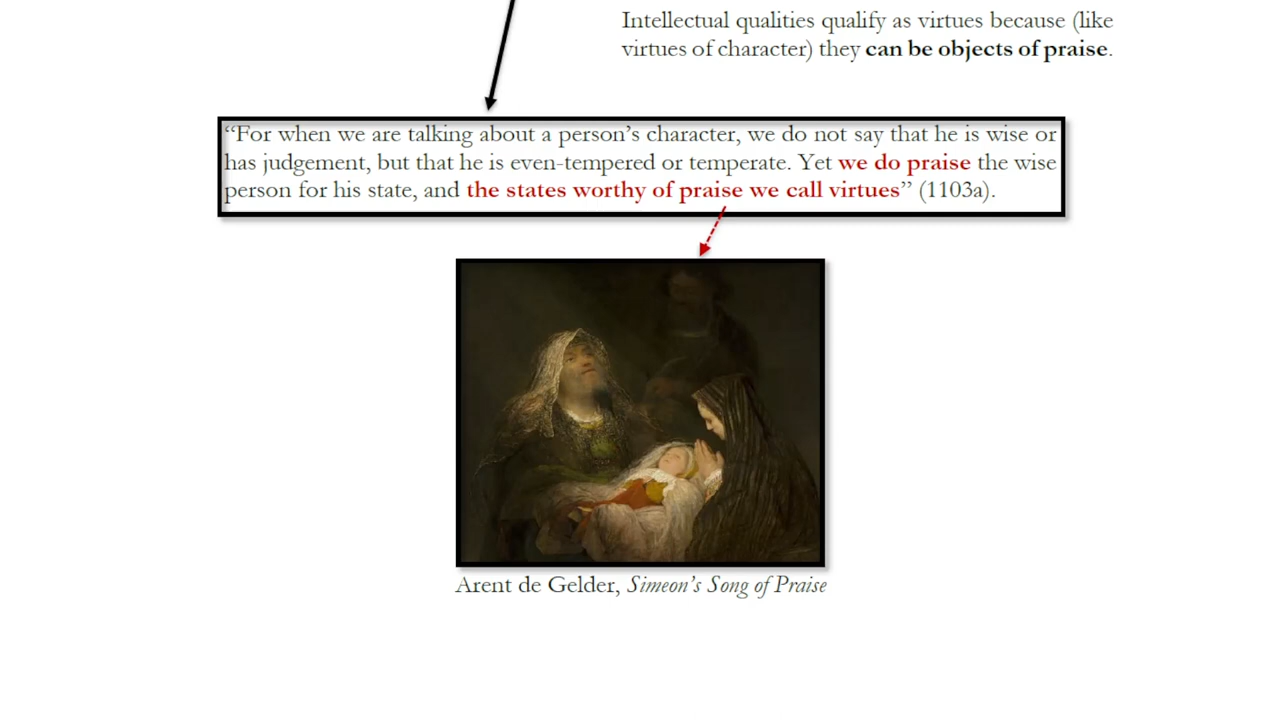 Intellectual qualities qualify as virtues because (like
virtues of character) they can be objects of praise.
“For when we are talking about a person’s character, we do not say that he is wise or
has judgement, but that he is even-tempered or temperate. Yet we do praise the wise
person for his state, and the states worthy of praise we call virtues” (1103a).
Arent de Gelder, Simeon’s Song of Praise